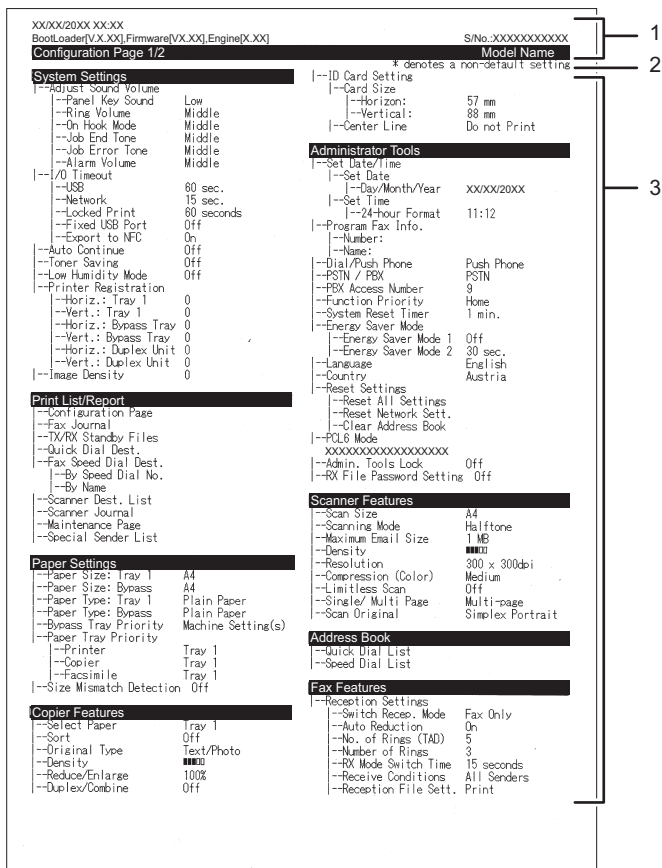 XX/XX/20XX XX:XX
BootLoader[V.X.XX],Firmware[VX.XX],Engine[X.XX]
S/No.:XXXXXXXXXXX
1
Configuration Page 1/2
Model Name
* denotes a non-default setting
2
System Settings
|--Adjust Sound Volume
|--Panel Key Sound Low
|--Ring Volume Middle
|--On Hook Mode Middle
|--Job End Tone Middle
|--Job Error Tone Middle
|--Alarm Volume Middle
|--I/O Timeout
|--USB 60 sec.
|--Network 15 sec.
|--Locked Print 60 seconds
|--Fixed USB Port Off
|--Export to NFC On
|--Auto Continue Off
|--Toner Saving Off
|--Low Humidity Mode Off
|--Printer Registration
|--Horiz.: Tray 1 0
|--Vert.: Tray 1 0
|--Horiz.: Bypass Tray 0
|--Vert.: Bypass Tray 0
|--Horiz.: Duplex Unit 0
|--Vert.: Duplex Unit 0
|--Image Density 0
Print List/Report
|--Configuration Page
|--Fax Journal
|--TX/RX Standby Files
|--Quick Dial Dest.
|--Fax Speed Dial Dest.
|--By Speed Dial No.
|--By Name
|--Scanner Dest. List
|--Scanner Journal
|--Maintenance Page
|--Special Sender List
Paper Settings
|--Paper Size: Tray 1 A4
|--Paper Size: Bypass A4
|--Paper Type: Tray 1 Plain Paper
|--Paper Type: Bypass Plain Paper
|--Bypass Tray Priority Machine Setting(s)
|--Paper Tray Priority
|--Printer Tray 1
|--Copier Tray 1
|--Facsimile Tray 1
|--Size Mismatch Detection Off
Copier Features
|--Select Paper Tray 1
|--Sort Off
|--Original Type Text/Photo
|--Density
|--Reduce/Enlarge 100%
|--Duplex/Combine Off
|--ID Card Setting
|--Card Size
|--Horizon: 57 mm
|--Vertical: 88 mm
|--Center Line Do not Print
Administrator Tools
|--Set Date/Time
|--Set Date
|--Day/Month/Year XX/XX/20XX
|--Set Time
|--24-hour Format 11:12
|--Program Fax Info.
|--Number:
|--Name:
|--Dial/Push Phone Push Phone
|--PSTN / PBX PSTN
|--PBX Access Number 9
|--Function Priority Home
|--System Reset Timer 1 min.
|--Energy Saver Mode
|--Energy Saver Mode 1 Off
|--Energy Saver Mode 2 30 sec.
|--Language English
|--Country Austria
|--Reset Settings
|--Reset All Settings
|--Reset Network Sett.
|--Clear Address Book
|--PCL6 Mode
XXXXXXXXXXXXXXXXXX
|--Admin. Tools Lock Off
|--RX File Password Setting Off
Scanner Features
|--Scan Size A4
|--Scanning Mode Halftone
|--Maximum Email Size 1 MB
|--Density
|--Resolution 300 x 300dpi
|--Compression (Color) Medium
|--Limitless Scan Off
|--Single/ Multi Page Multi-page
|--Scan Original Simplex Portrait
Address Book
|--Quick Dial List
|--Speed Dial List
Fax Features
|--Reception Settings
|--Switch Recep. Mode Fax Only
|--Auto Reduction On
|--No. of Rings (TAD) 5
|--Number of Rings 3
|--RX Mode Switch Time 15 seconds
|--Receive Conditions All Senders
|--Reception File Sett. Print
3